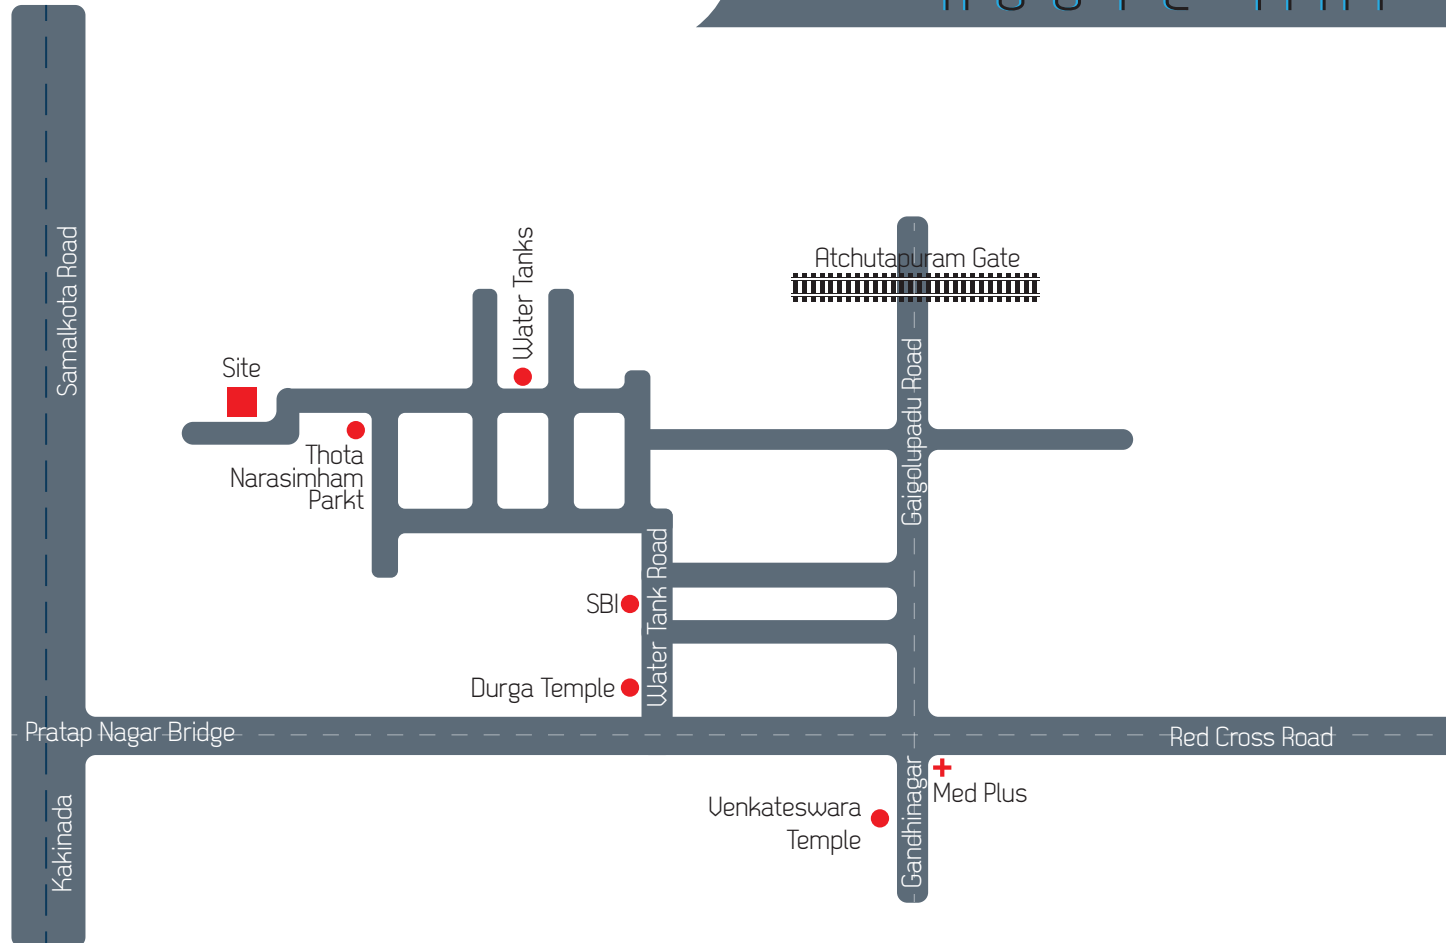 Samalkota Road
Water Tanks
Atchutapuram Gate
Site
Gaigolupadu Road
Thota
Narasimham
Parkt
Water Tank Road
SBI
Durga Temple
Pratap Nagar Bridge
Red Cross Road
Kakinada
Gandhinagar
Med Plus
Venkateswara
Temple